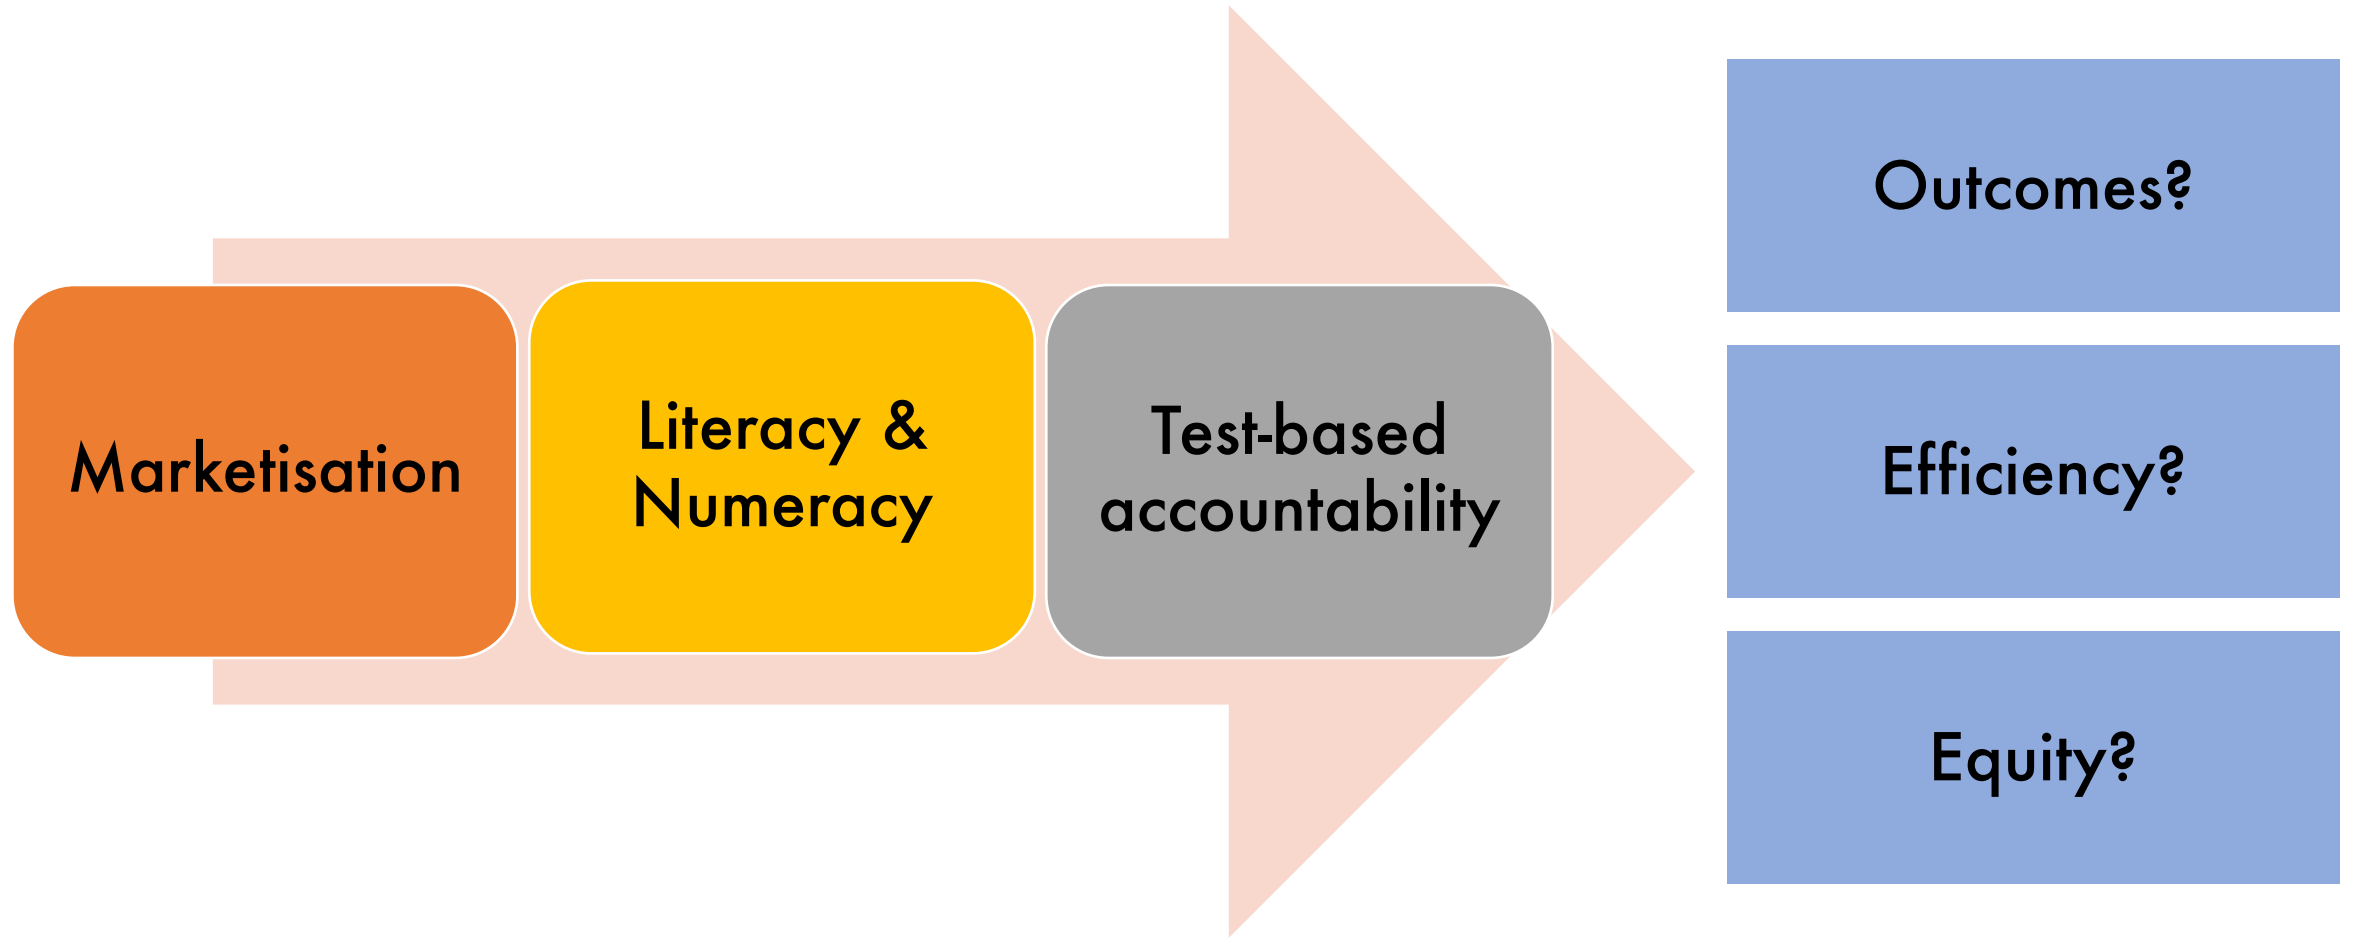 Marketisation
Literacy &
Numeracy
Test-based
accountability
Outcomes?
Efficiency?
Equity?